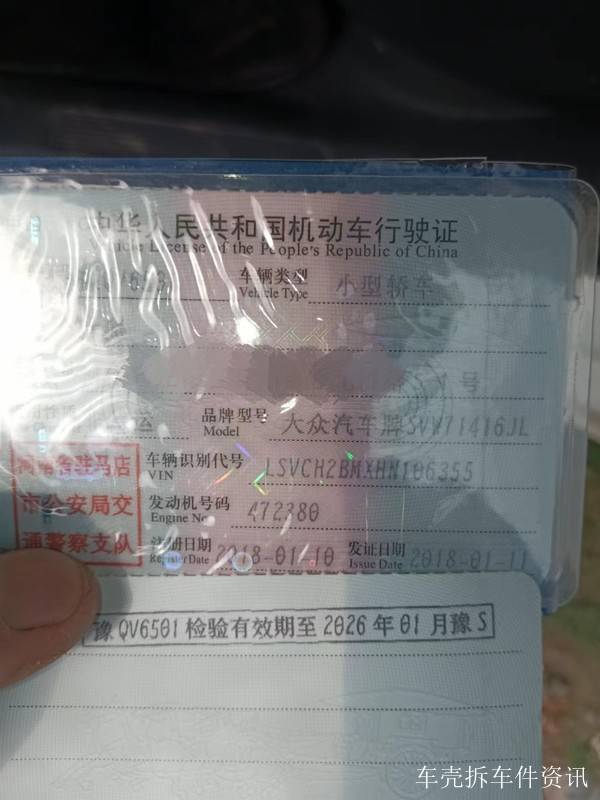 中华人民共和国机动车行驶证
Vehicle License of the People's Republic of China
车辆类型 小型轿车
Vehicle Type
号
品牌型号 大众汽车牌SVW71416JL
Model
车辆识别代号 LSVCH2BMXHN106355
VIN
发动机号码 472380
Engine No.
注册日期 2018-01-10 发证日期 2018-01-11
Register Date Issue Date
河南省驻马店
市公安局交
通警察支队
豫QV6501检验有效期至2026年01月豫S
车壳拆车件资讯